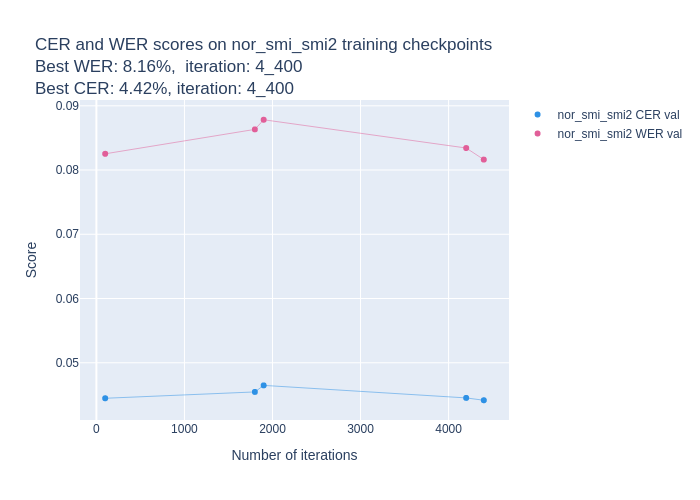 CER and WER scores on nor_smi_smi2 training checkpoints
Best WER: 8.16%,  iteration: 4_400
Best CER: 4.42%, iteration: 4_400
0.09
0.08
0.07
0.06
0.05
Score
0
1000
2000
3000
4000
Number of iterations
nor_smi_smi2 CER val
nor_smi_smi2 WER val